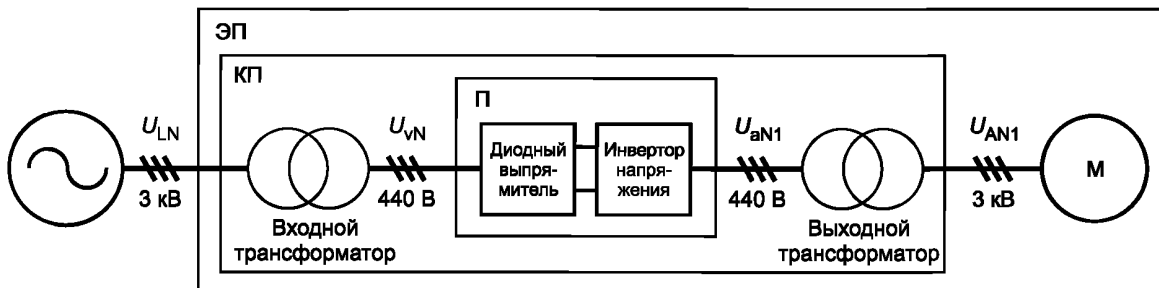 ЭП
КП
П
U_LN
3 кВ
Входной
трансформатор
U_vN
440 В
Диодный
выпря-
митель
Инвертор
напря-
жения
U_aN1
440 В
Выходной
трансформатор
U_AN1
3 кВ
М